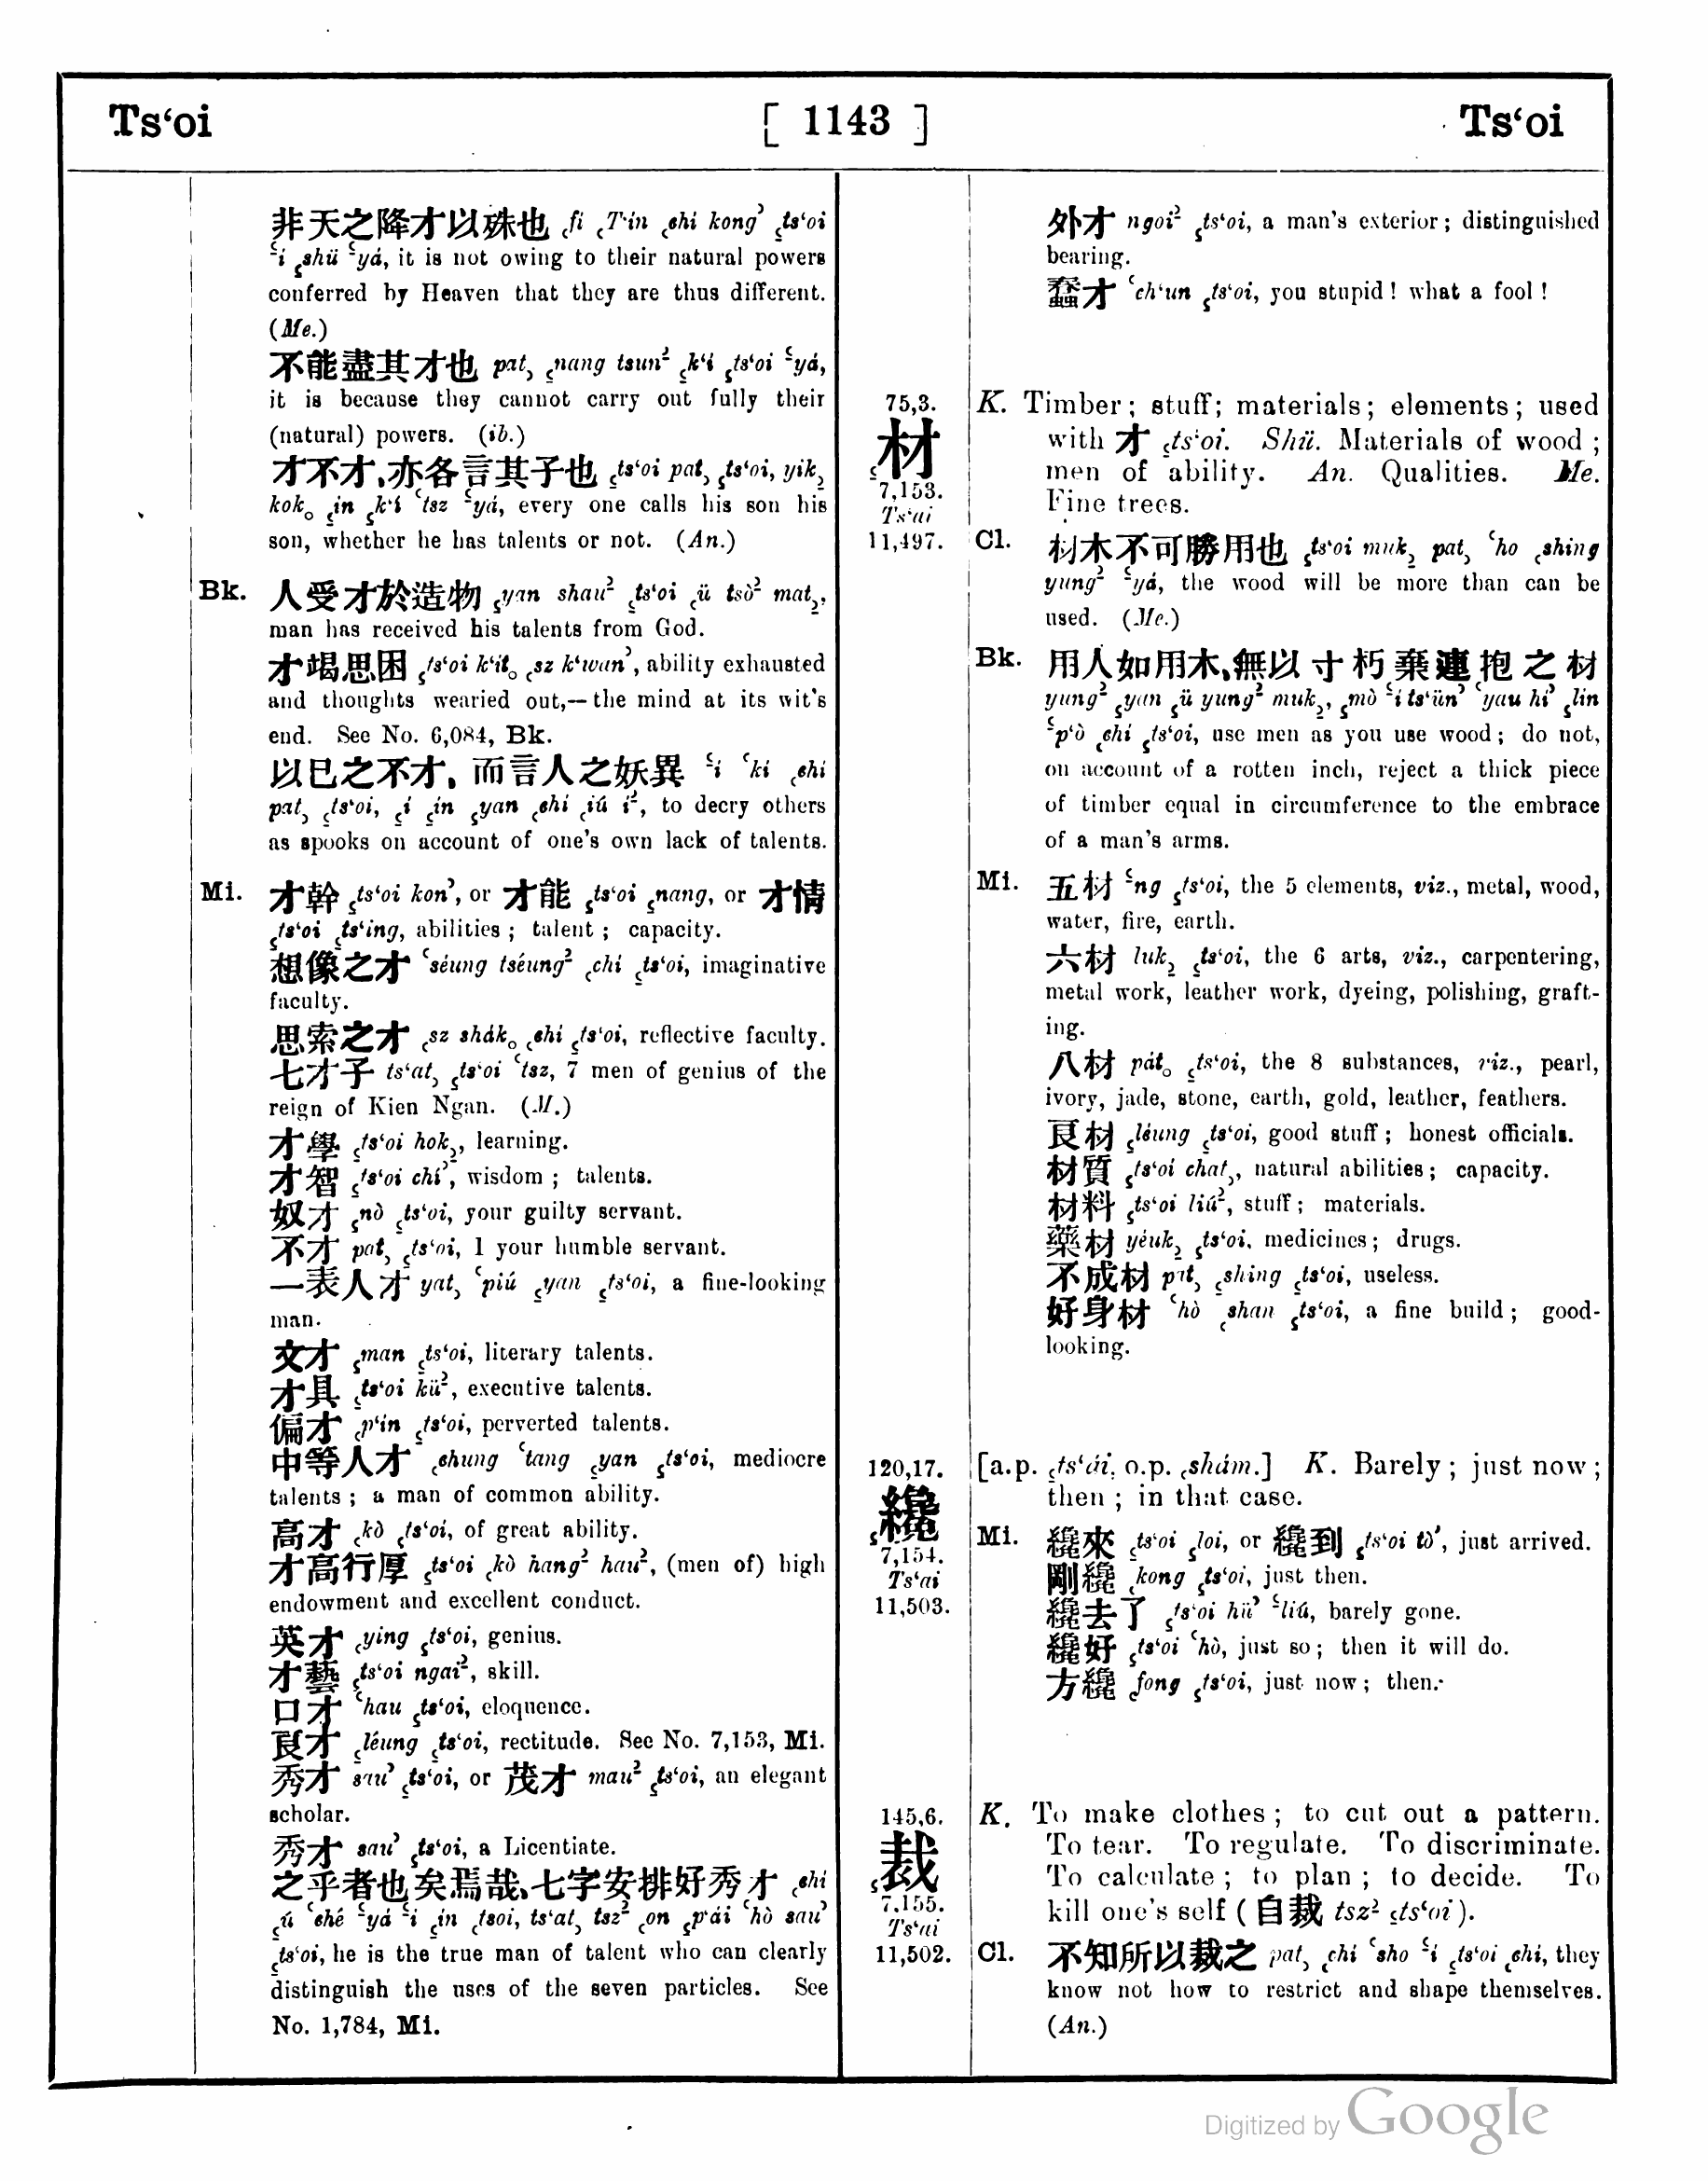 Ts‘oi [ 1143 ] Ts‘oi
非天之降才以殊也 ꜀fi ꜀T‘in ꜀chi kong꜄ ꜁ts‘oi
꜃í ꜁shü ꜃yá, it is not owing to their natural powers
conferred by Heaven that they are thus different.
(Me.)
不能盡其才也 pat꜆ ꜁nang tsun꜅ ꜁k‘í ꜁ts‘oi ꜃yá,
it is because they cannot carry out fully their
(natural) powers. (ib.)
才不才,亦各言其子也 ꜁ts‘oi pat꜆ ꜁ts‘oi, yik꜇
kok꜀ ꜁in ꜁k‘í ꜂tsz ꜃yá, every one calls his son his
son, whether he has talents or not. (An.)
Bk. 人受才於造物 ꜁yan shau꜅ ꜁ts‘oi ꜀ü tsò꜅ mat꜇,
man has received his talents from God.
才竭思困 ꜁ts‘oi k‘ít꜀ ꜀sz k‘wan꜄, ability exhausted
and thoughts wearied out,—the mind at its wit's
end. See No. 6,084, Bk.
以已之不才, 而言人之妖異 ꜃í ꜂kí ꜀chí
pat꜆ ꜁ts‘oi, ꜁í ꜁ín ꜁yan ꜀chí ꜀iú í꜅, to decry others
as spooks on account of one's own lack of talents.
Mi. 才幹 ꜁ts‘oi kon꜄, or 才能 ꜁ts‘oi ꜁nang, or 才情
꜁ts‘oi ꜁ts‘ing, abilities ; talent ; capacity.
想像之才 ꜂séung tséung꜅ ꜀chí ꜁ts‘oi, imaginative
faculty.
思索之才 ꜀sz shák꜀ ꜀chí ꜁ts‘oi, reflective faculty.
七才子 ts‘at꜆ ꜁ts‘oi ꜂tsz, 7 men of genius of the
reign of Kien Ngan. (M.)
才學 ꜁ts‘oi hok꜇, learning.
才智 ꜁ts‘oi chí꜄, wisdom ; talents.
奴才 ꜁nò ꜁ts‘oi, your guilty servant.
不才 pat꜆ ꜁ts‘oi, I your humble servant.
一表人才 yat꜆ ꜂piú ꜁yan ꜁ts‘oi, a fine-looking
man.
文才 ꜁man ꜁ts‘oi, literary talents.
才具 ꜁ts‘oi kü꜅, executive talents.
偏才 ꜀p‘in ꜁ts‘oi, perverted talents.
中等人才 ꜀chung ꜂tang ꜁yan ꜁ts‘oi, mediocre
talents ; a man of common ability.
高才 ꜀kò ꜁ts‘oi, of great ability.
才高行厚 ꜁ts‘oi ꜀kò hang꜅ hau꜅, (men of) high
endowment and excellent conduct.
英才 ꜀ying ꜁ts‘oi, genius.
才藝 ꜁ts‘oi ngai꜅, skill.
口才 ꜂hau ꜁ts‘oi, eloquence.
良才 ꜁léung ꜁ts‘oi, rectitude. See No. 7,153, Mi.
秀才 sau꜄ ꜁ts‘oi, or 茂才 mau꜅ ꜁ts‘oi, an elegant
scholar.
秀才 sau꜄ ꜁ts‘oi, a Licentiate.
之乎者也矣焉哉,七字安排好秀才 ꜀chí
꜁ú ꜂ché ꜃yá ꜃í ꜁ín ꜀tsoi, ts‘at꜆ tsz꜅ ꜀on ꜁p‘ái ꜂hò sau꜄
꜁ts‘oi, he is the true man of talent who can clearly
distinguish the uses of the seven particles. See
No. 1,784, Mi.
外才 ngoi꜅ ꜁ts‘oi, a man's exterior ; distinguished
bearing.
蠢才 ꜂ch‘un ꜁ts‘oi, you stupid ! what a fool !
75,3.
材
7,153.
Ts‘ai
11,497.
K. Timber ; stuff ; materials ; elements ; used
with 才 ꜁ts‘oi. Shü. Materials of wood ;
men of ability. An. Qualities. Me.
Fine trees.
Cl. 材木不可勝用也 ꜁ts‘oi muk꜇ pat꜆ ꜂ho ꜀shing
yung꜅ ꜃yá, the wood will be more than can be
used. (Me.)
Bk. 用人如用木,無以寸朽棄連抱之材
yung꜅ ꜁yan ꜁ü yung꜅ muk꜇, ꜁mò ꜃í ts‘ün꜄ ꜂yau hí꜄ ꜁lin
꜃p‘ò ꜀chí ꜁ts‘oi, use men as you use wood ; do not,
on account of a rotten inch, reject a thick piece
of timber equal in circumference to the embrace
of a man's arms.
Mi. 五材 ꜃ng ꜁ts‘oi, the 5 elements, viz., metal, wood,
water, fire, earth.
六材 luk꜇ ꜁ts‘oi, the 6 arts, viz., carpentering,
metal work, leather work, dyeing, polishing, graft-
ing.
八材 pát꜀ ꜁ts‘oi, the 8 substances, viz., pearl,
ivory, jade, stone, earth, gold, leather, feathers.
良材 ꜁léung ꜁ts‘oi, good stuff ; honest officials.
材質 ꜁ts‘oi chat꜆, natural abilities ; capacity.
材料 ꜁ts‘oi liú꜅, stuff ; materials.
藥材 yéuk꜇ ꜁ts‘oi, medicines ; drugs.
不成材 pat꜆ ꜁shing ꜁ts‘oi, useless.
好身材 ꜂hò ꜀shan ꜁ts‘oi, a fine build ; good-
looking.
120,17.
纔
7,154.
Ts‘ai
11,503.
[a.p. ꜁ts‘ái, o.p. ꜀shám.] K. Barely ; just now ;
then ; in that case.
Mi. 纔來 ꜁ts‘oi ꜁loi, or 纔到 ꜁ts‘oi tò꜄, just arrived.
剛纔 ꜀kong ꜁ts‘oi, just then.
纔去了 ꜁ts‘oi hü꜄ ꜃liú, barely gone.
纔好 ꜁ts‘oi ꜂hò, just so ; then it will do.
方纔 ꜀fong ꜁ts‘oi, just now ; then.
145,6.
裁
7,155.
Ts‘ai
11,502.
K. To make clothes ; to cut out a pattern.
To tear. To regulate. To discriminate.
To calculate ; to plan ; to decide. To
kill one's self ( 自裁 tsz꜅ ꜁ts‘oi ).
Cl. 不知所以裁之 pat꜆ ꜀chi ꜂sho ꜃í ꜁ts‘oi ꜀chi, they
know not how to restrict and shape themselves.
(An.)
Digitized by Google